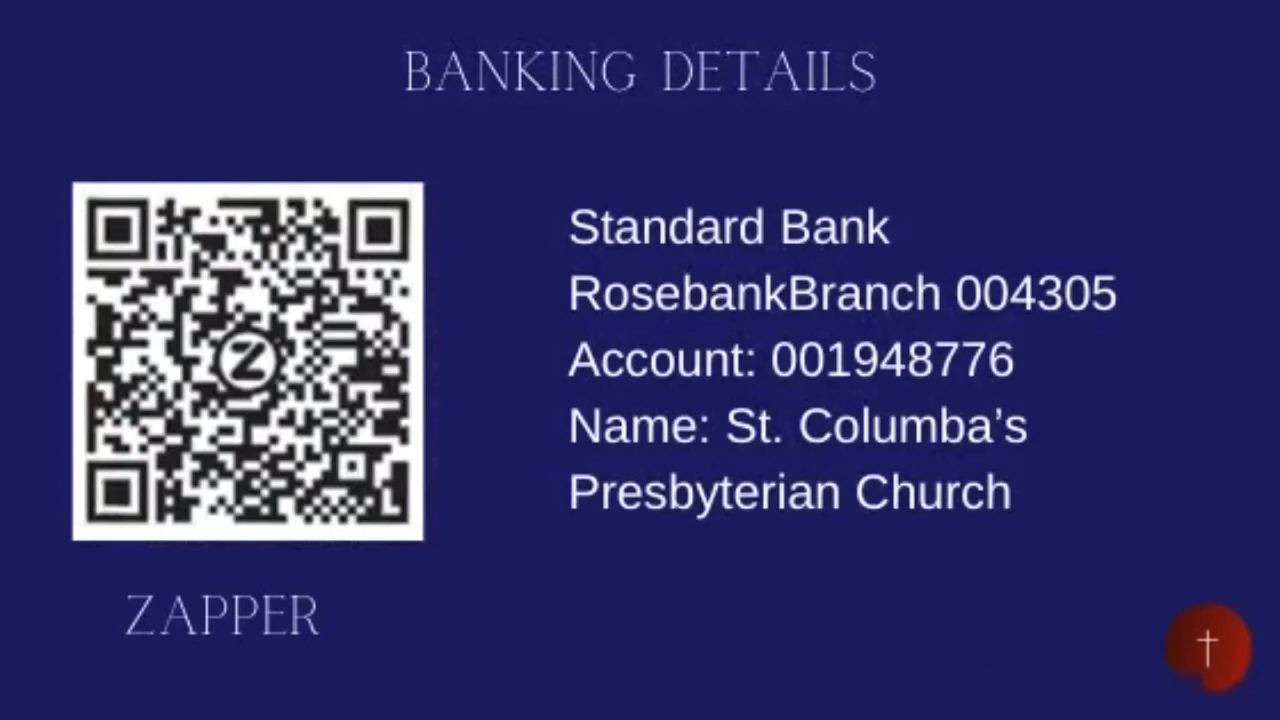 BANKING DETAILS
Standard Bank
RosebankBranch 004305
Account: 001948776
Name: St. Columba’s
Presbyterian Church
ZAPPER